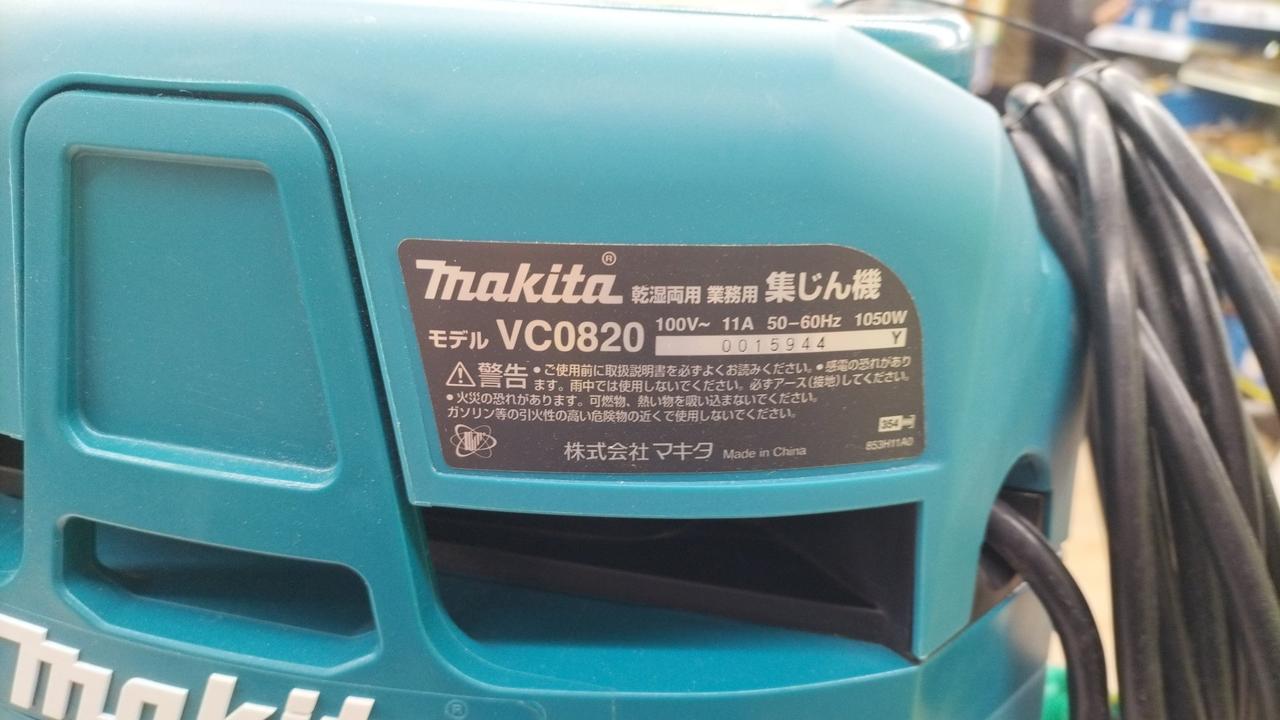 makita® 乾湿両用 業務用 集じん機
モデル VC0820 100V~ 11A 50-60Hz 1050W
0015944 Y
警告 •ご使用前に取扱説明書を必ずよくお読みください。•感電の恐れがあり
ます。雨中では使用しないでください。必ずアース(接地)してください。
•火災の恐れがあります。可燃物、熱い物を吸い込まないでください。
ガソリン等の引火性の高い危険物の近くで使用しないでください。
354
株式会社 マキタ Made in China 853H11A0
makita ®